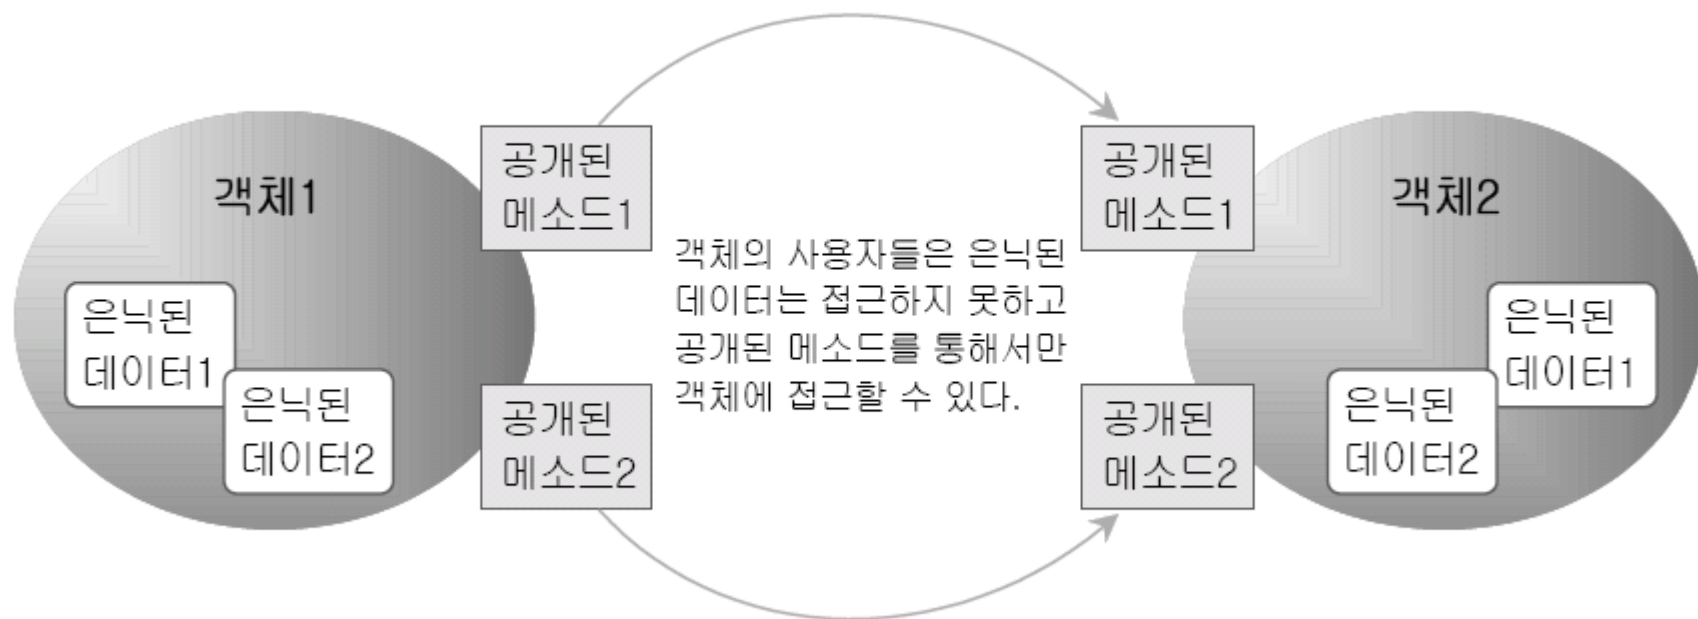 객체1
공개된
메소드1
은닉된
데이터1
은닉된
데이터2
공개된
메소드2
객체의 사용자들은 은닉된
데이터는 접근하지 못하고
공개된 메소드를 통해서만
객체에 접근할 수 있다.
공개된
메소드1
객체2
은닉된
데이터1
은닉된
데이터2
공개된
메소드2